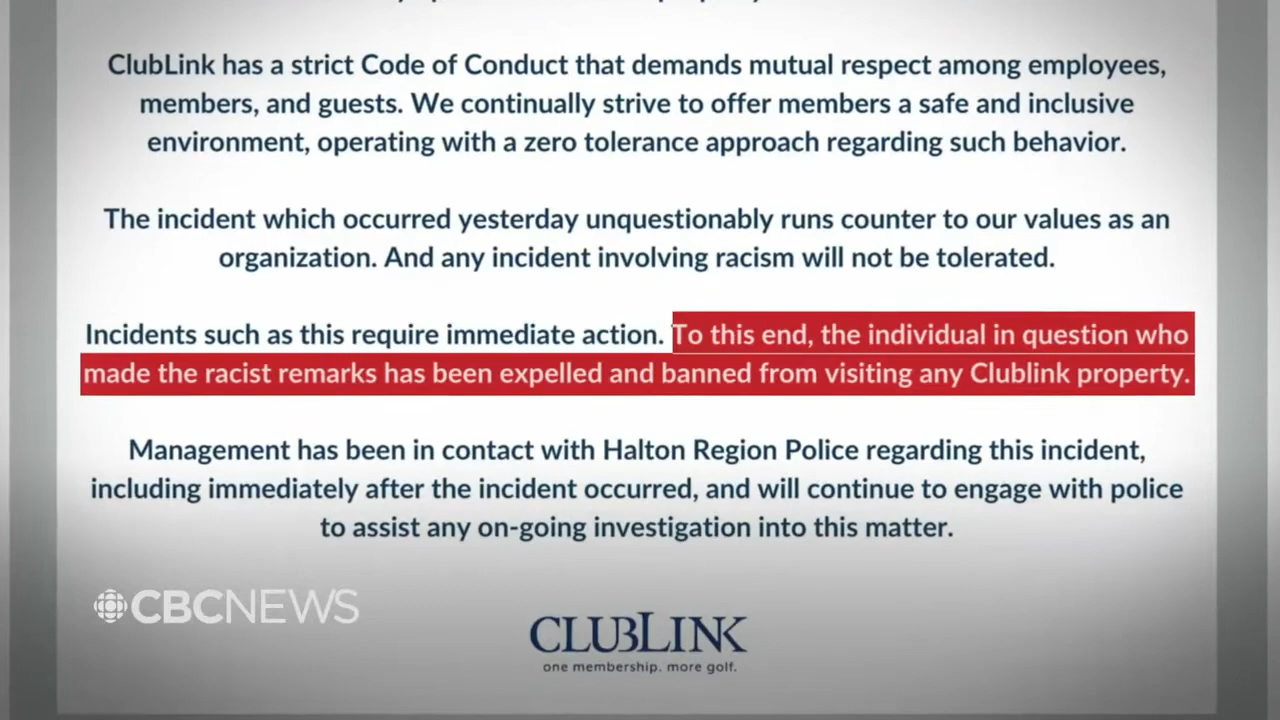 ClubLink has a strict Code of Conduct that demands mutual respect among employees,
members, and guests. We continually strive to offer members a safe and inclusive
environment, operating with a zero tolerance approach regarding such behavior.
The incident which occurred yesterday unquestionably runs counter to our values as an
organization. And any incident involving racism will not be tolerated.
Incidents such as this require immediate action. To this end, the individual in question who
made the racist remarks has been expelled and banned from visiting any Clublink property.
Management has been in contact with Halton Region Police regarding this incident,
including immediately after the incident occurred, and will continue to engage with police
to assist any on-going investigation into this matter.
CBCNEWS
CLUBLINK
one membership. more golf.